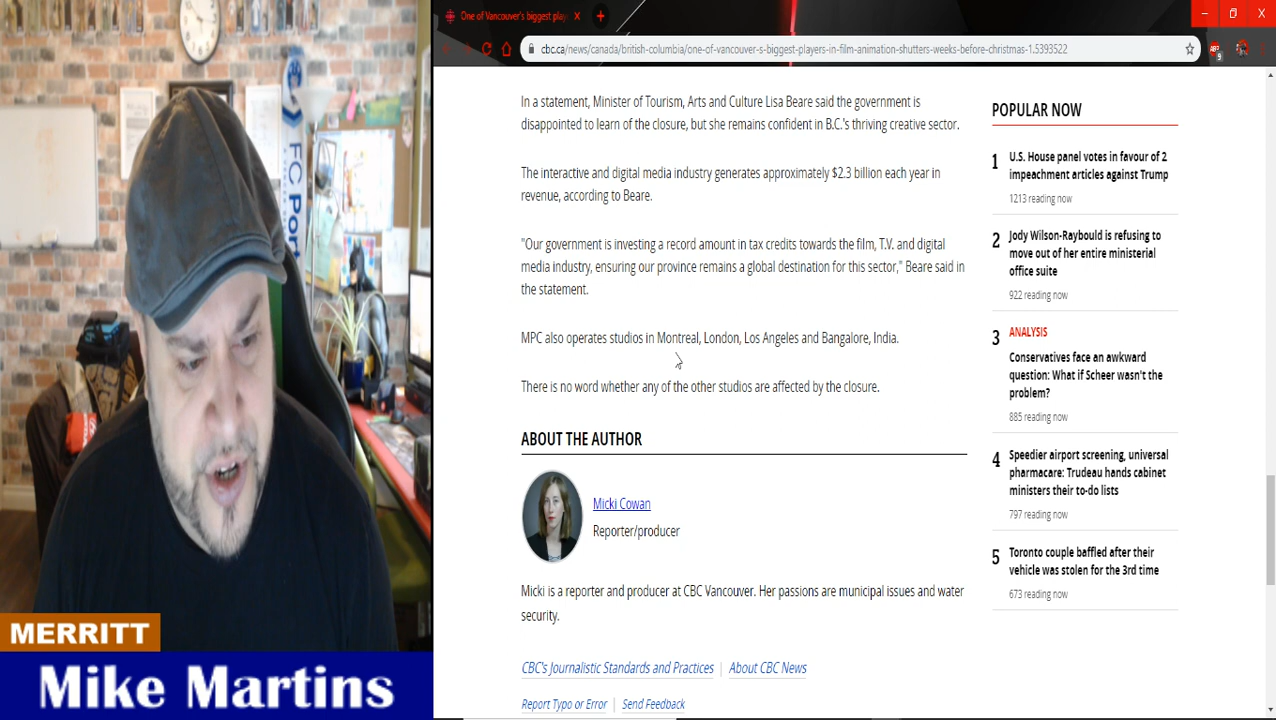 One of Vancouver's biggest play
cbc.ca/news/canada/british-columbia/one-of-vancouver-s-biggest-players-in-film-animation-shutters-weeks-before-christmas-1.5393522
In a statement, Minister of Tourism, Arts and Culture Lisa Beare said the government is
disappointed to learn of the closure, but she remains confident in B.C.'s thriving creative sector.
The interactive and digital media industry generates approximately $2.3 billion each year in
revenue, according to Beare.
"Our government is investing a record amount in tax credits towards the film, T.V. and digital
media industry, ensuring our province remains a global destination for this sector," Beare said in
the statement.
MPC also operates studios in Montreal, London, Los Angeles and Bangalore, India.
There is no word whether any of the other studios are affected by the closure.
ABOUT THE AUTHOR
Micki Cowan
Reporter/producer
Micki is a reporter and producer at CBC Vancouver. Her passions are municipal issues and water
security.
CBC's Journalistic Standards and Practices | About CBC News
Report Typo or Error | Send Feedback
POPULAR NOW
1 U.S. House panel votes in favour of 2
impeachment articles against Trump
1213 reading now
2 Jody Wilson-Raybould is refusing to
move out of her entire ministerial
office suite
922 reading now
3 ANALYSIS
Conservatives face an awkward
question: What if Scheer wasn't the
problem?
885 reading now
4 Speedier airport screening, universal
pharmacare: Trudeau hands cabinet
ministers their to-do lists
797 reading now
5 Toronto couple baffled after their
vehicle was stolen for the 3rd time
673 reading now
FC Port
MERRITT
Mike Martins